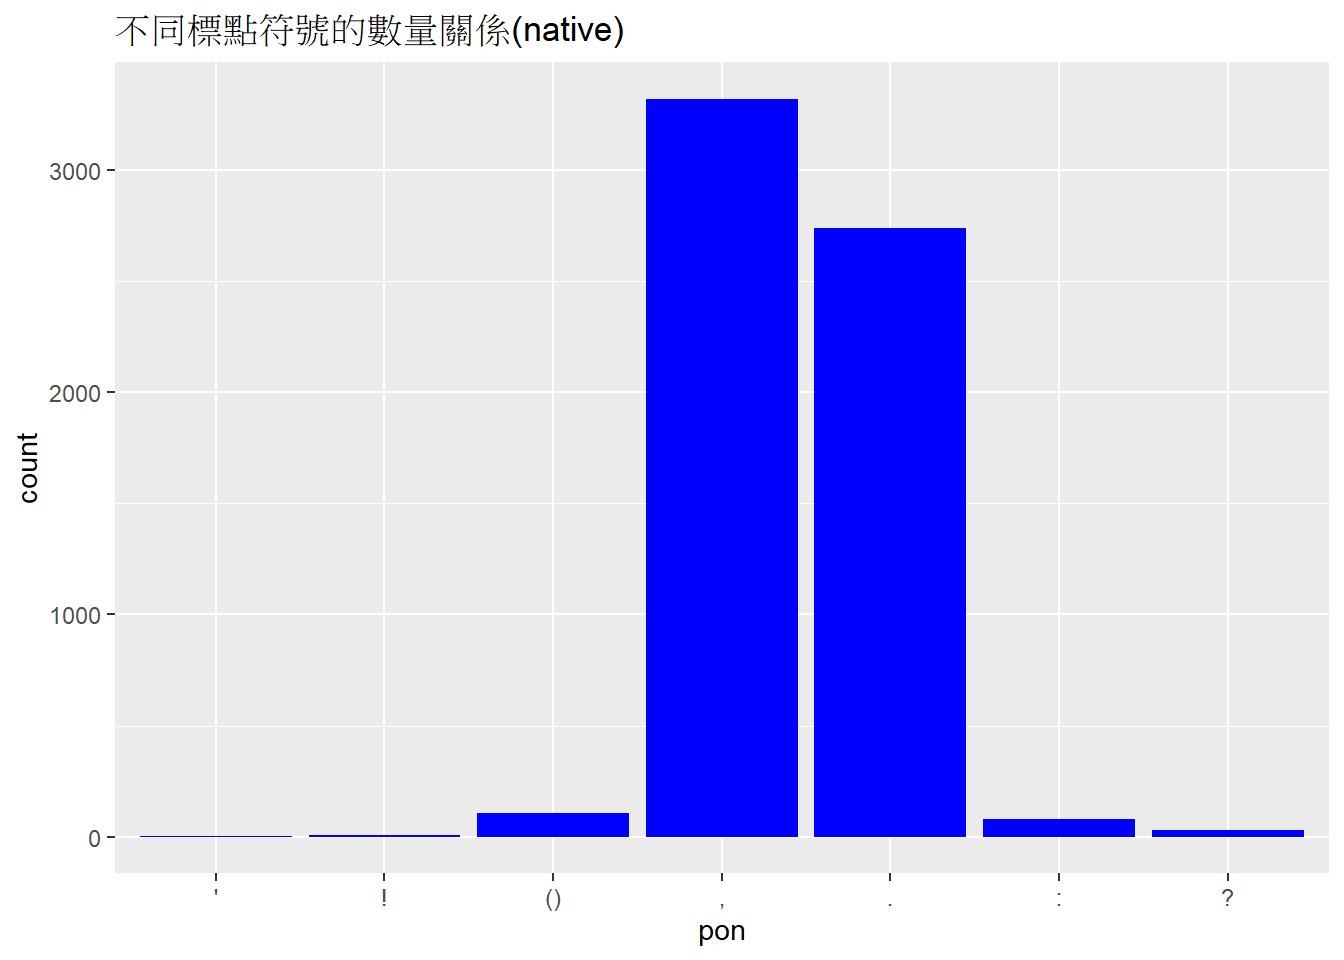 不同標點符號的數量關係(native)
3000
2000
1000
0
count
' ! () , . : ?
pon